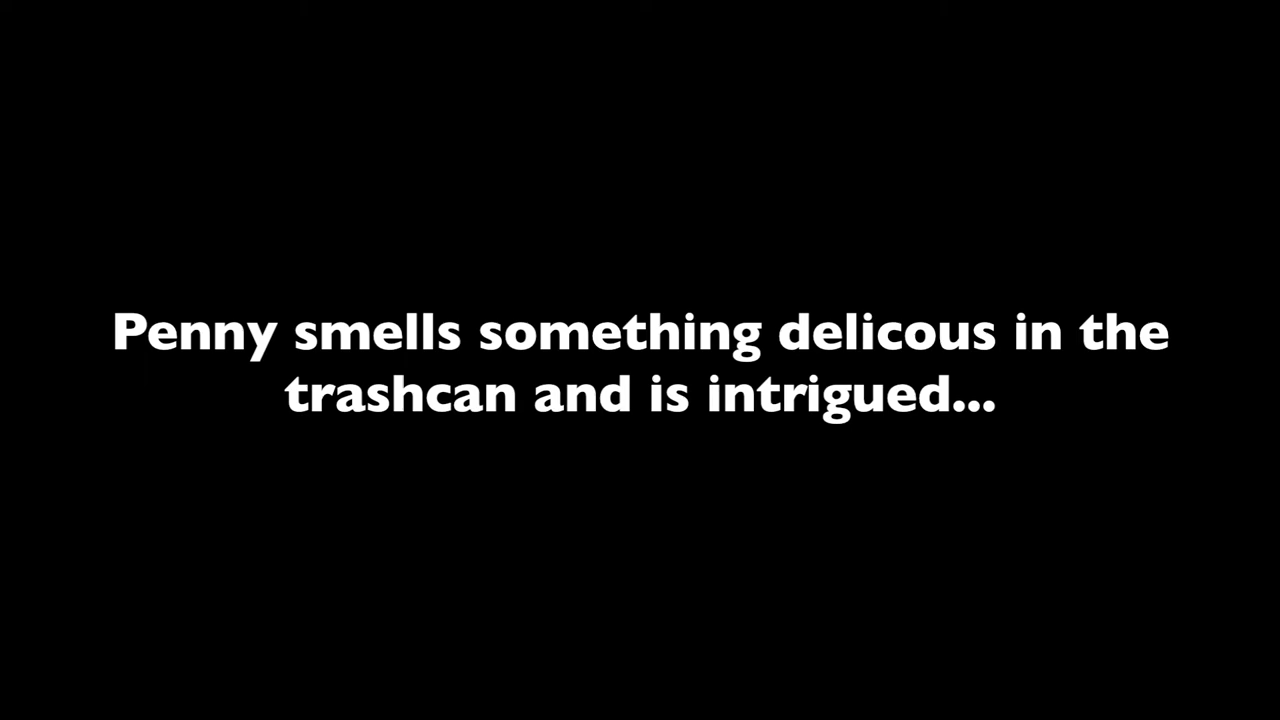 Penny smells something delicous in the
trashcan and is intrigued...